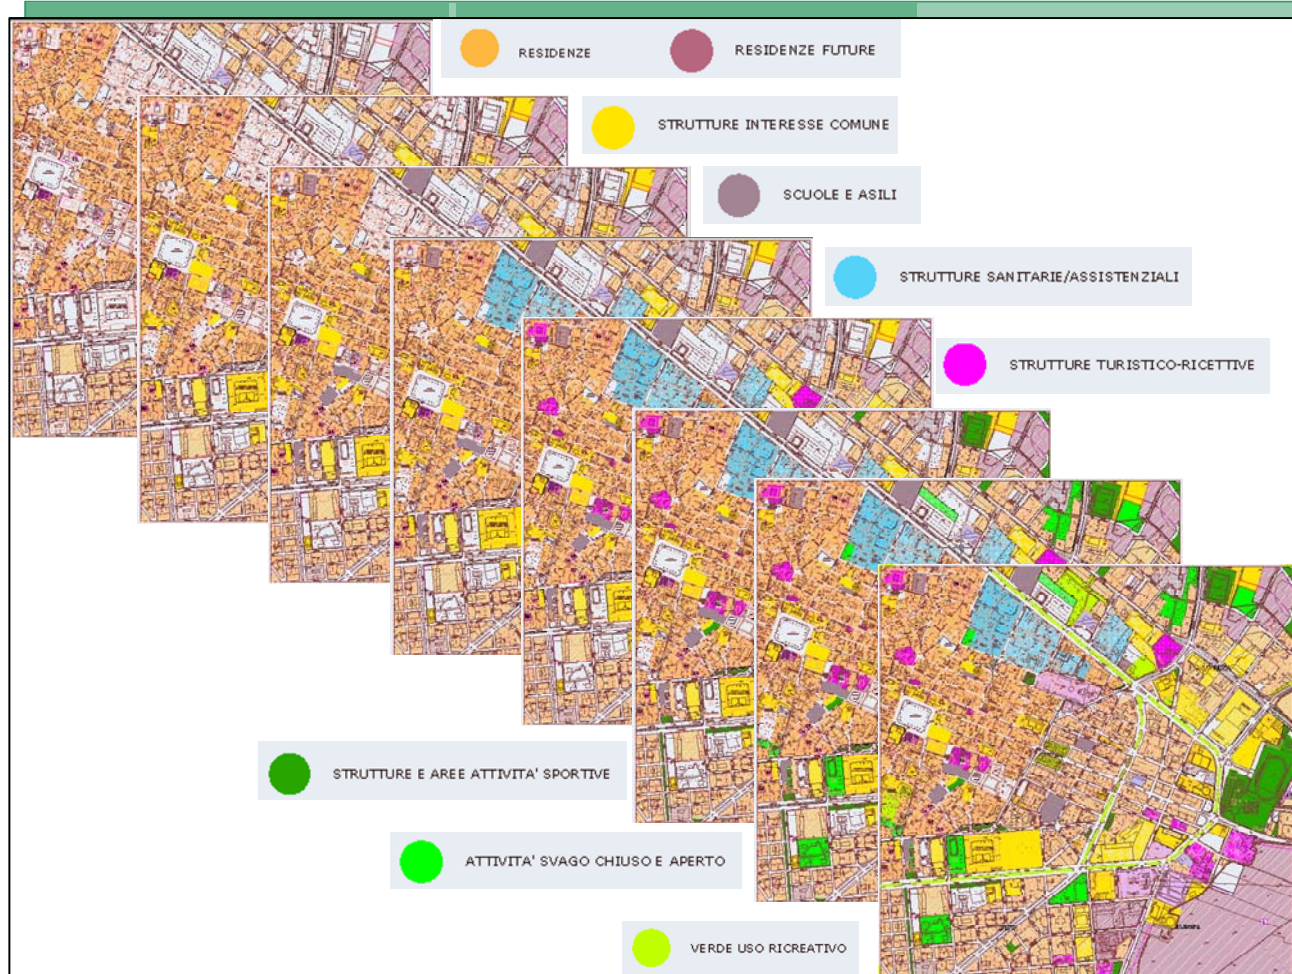 RESIDENZE
RESIDENZE FUTURE
STRUTTURE INTERESSE COMUNE
SCUOLE E ASILI
STRUTTURE SANITARIE/ASSISTENZIALI
STRUTTURE TURISTICO-RICETTIVE
STRUTTURE E AREE ATTIVITA' SPORTIVE
ATTIVITA' SVAGO CHIUSO E APERTO
VERDE USO RICREATIVO